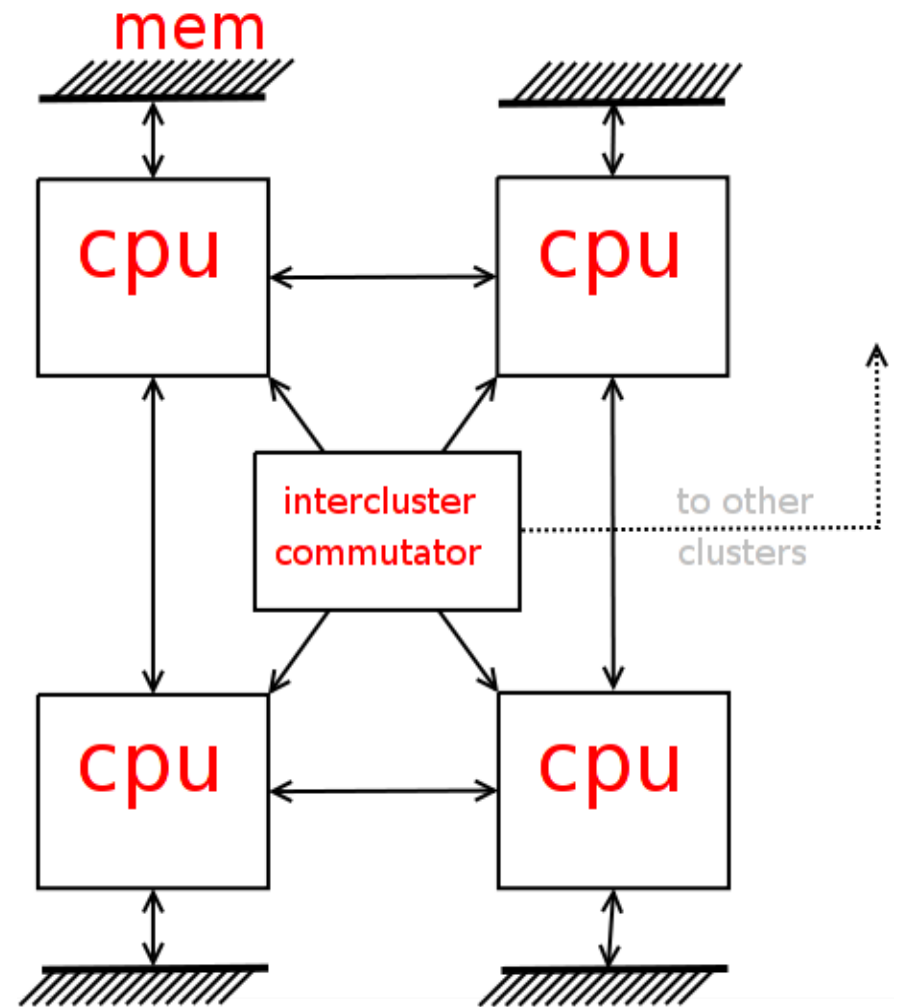 mem
cpu
cpu
intercluster
commutator
to other
clusters
cpu
cpu